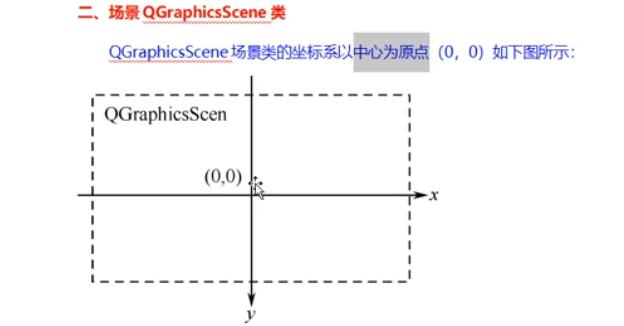 二、场景 QGraphicsScene 类
QGraphicsScene 场景类的坐标系以中心为原点（0，0）如下图所示：
QGraphicsScen
(0,0)
x
y